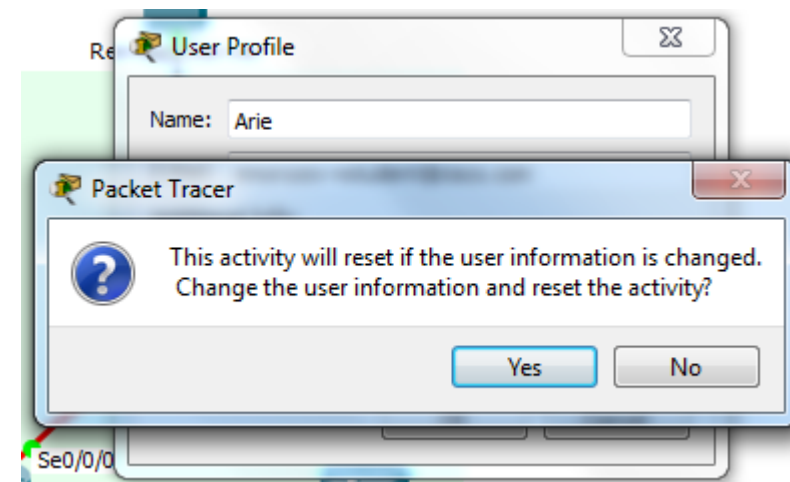 Re
User Profile
Name: Arie
Packet Tracer
This activity will reset if the user information is changed.
Change the user information and reset the activity?
Yes No
Se0/0/0